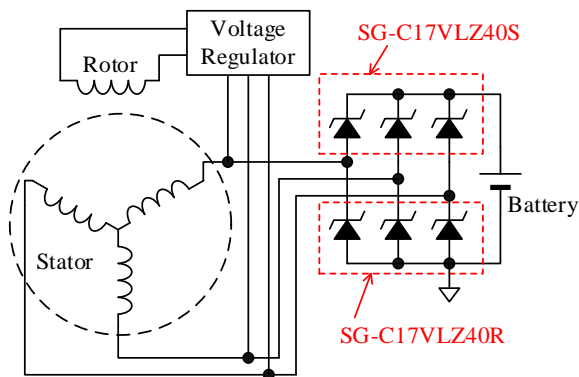 Voltage
Regulator
SG-C17VLZ40S
Rotor
Battery
Stator
SG-C17VLZ40R